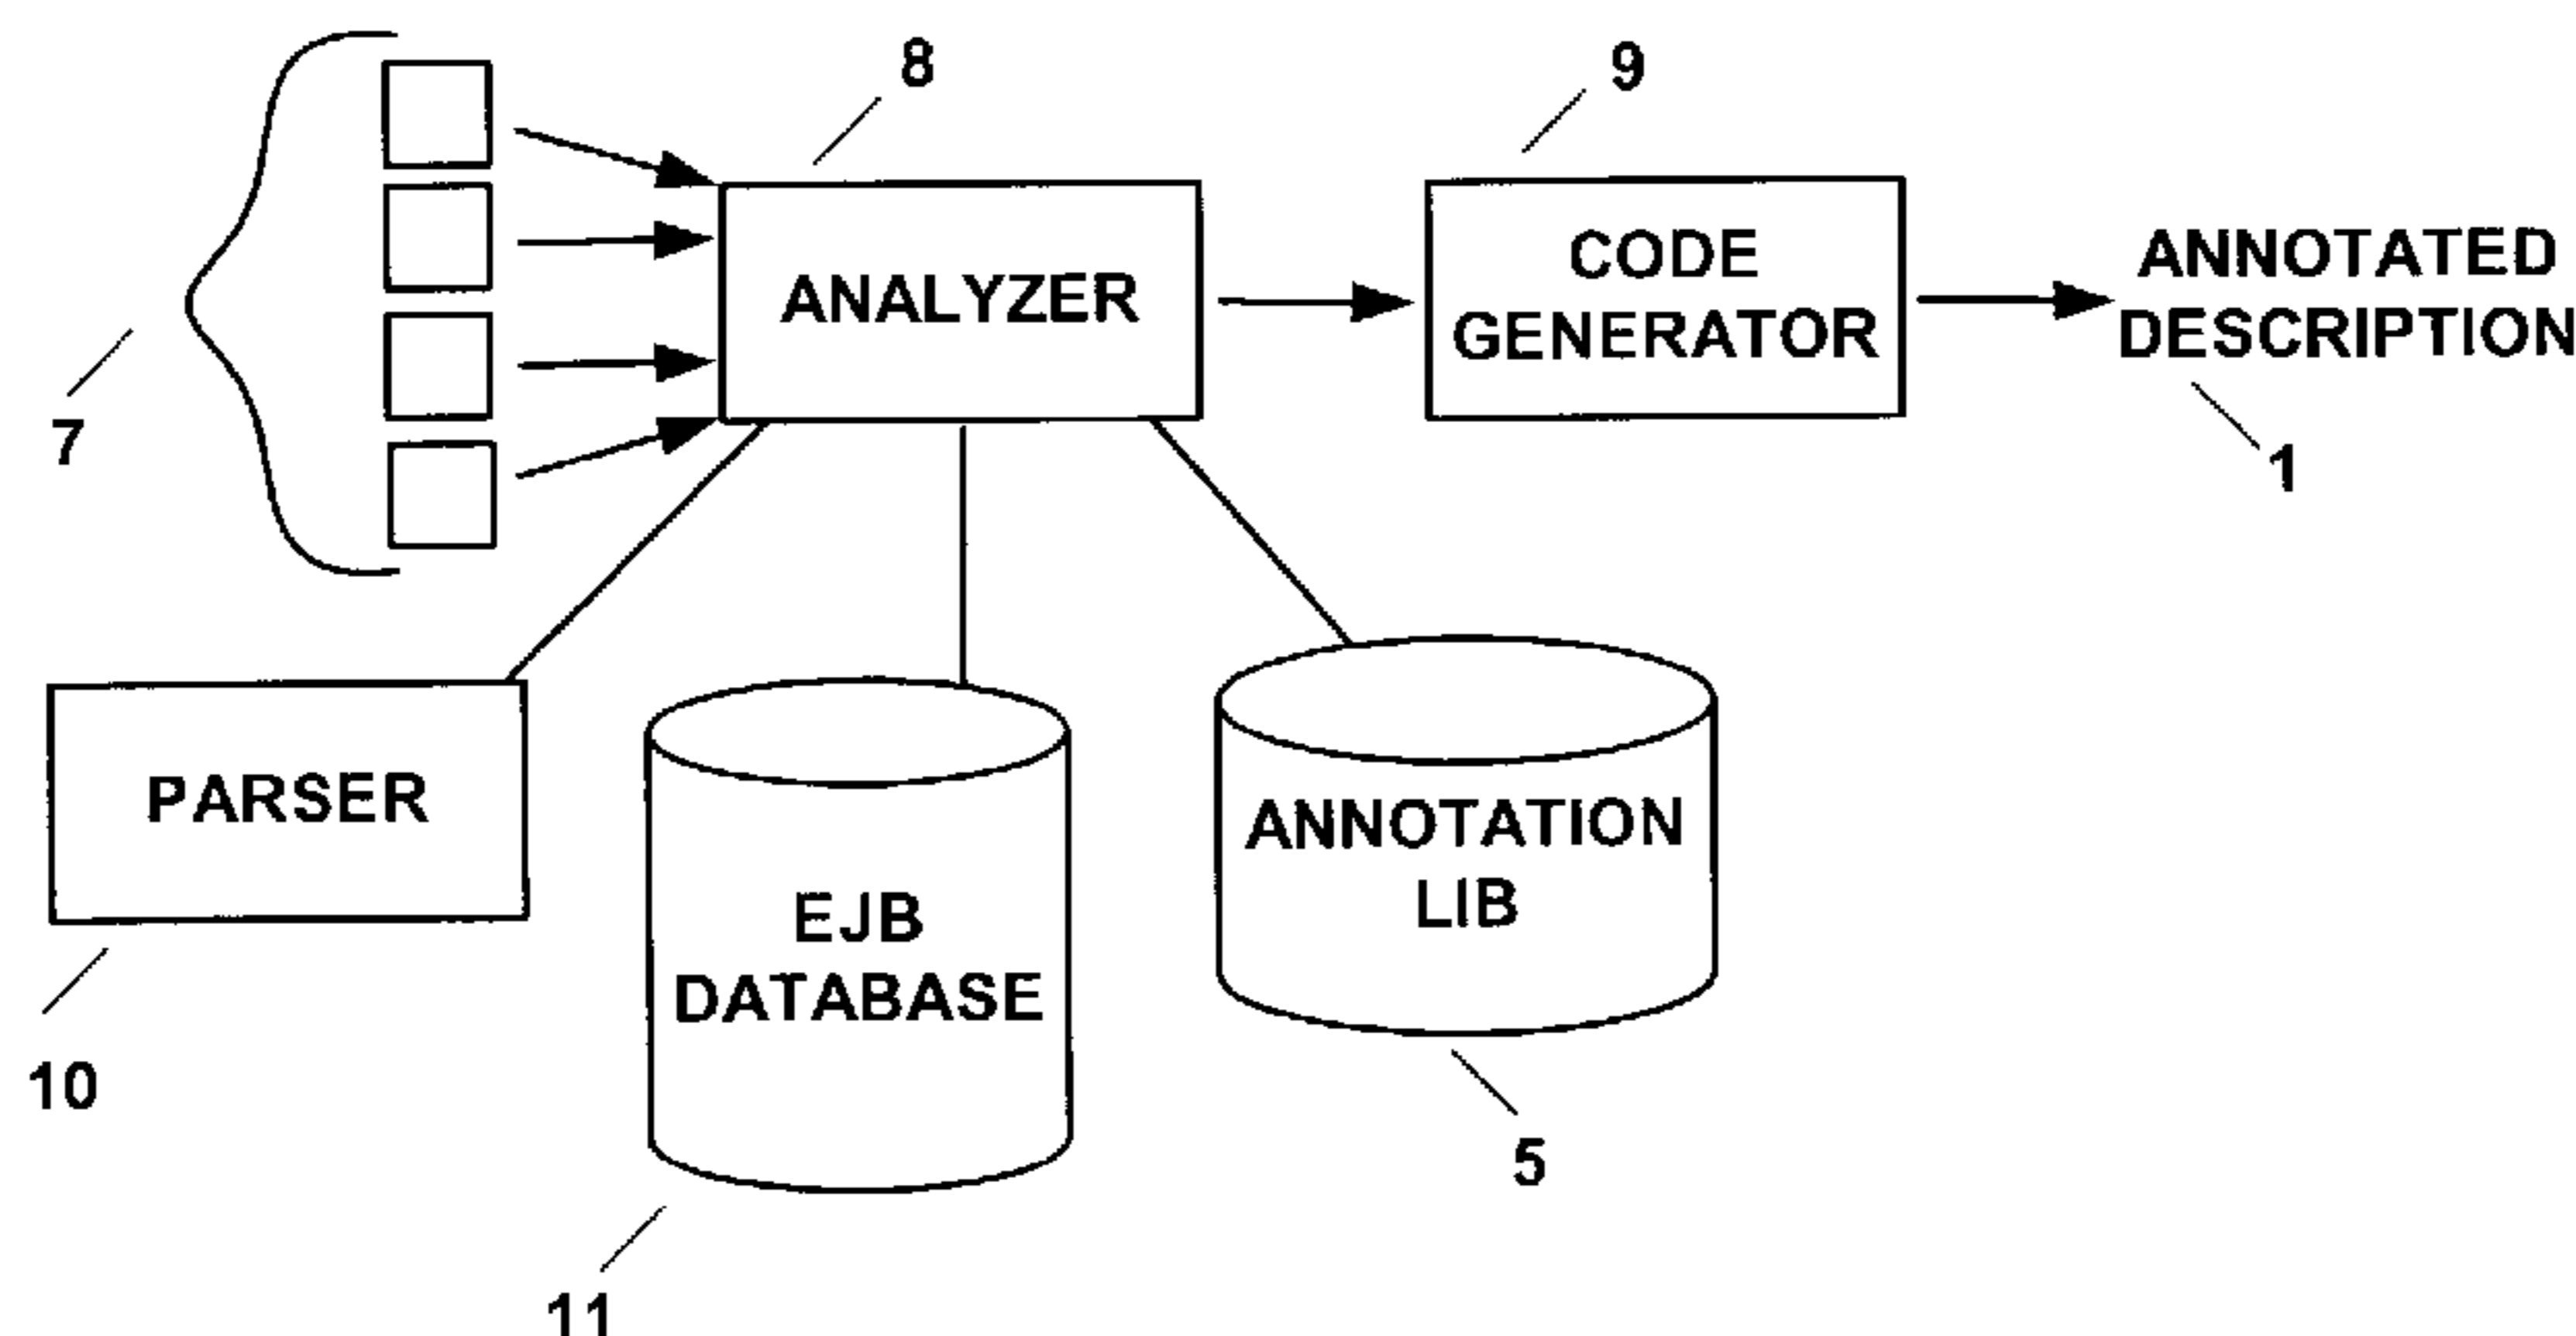 8
9
ANALYZER
CODE
GENERATOR
ANNOTATED
DESCRIPTION
7
1
PARSER
EJB
DATABASE
ANNOTATION
LIB
10
5
11